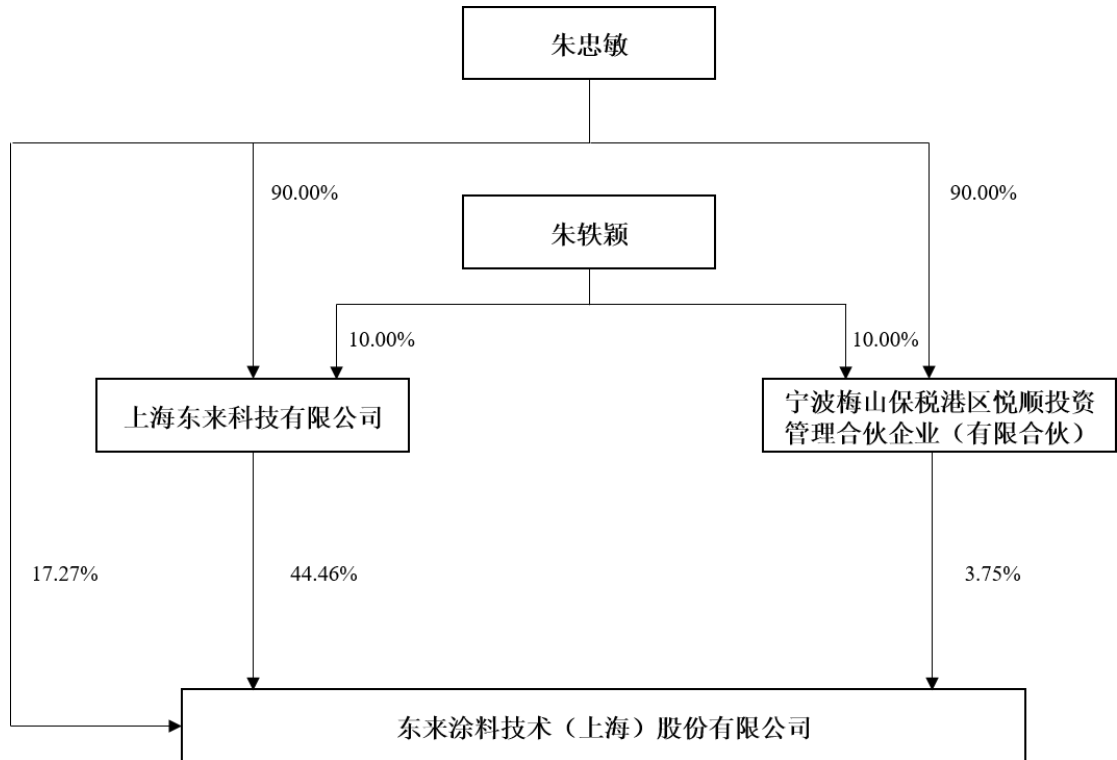 朱忠敏
90.00%
90.00%
朱轶颖
10.00%
10.00%
上海东来科技有限公司
宁波梅山保税港区悦顺投资
管理合伙企业（有限合伙）
17.27%
44.46%
3.75%
东来涂料技术（上海）股份有限公司